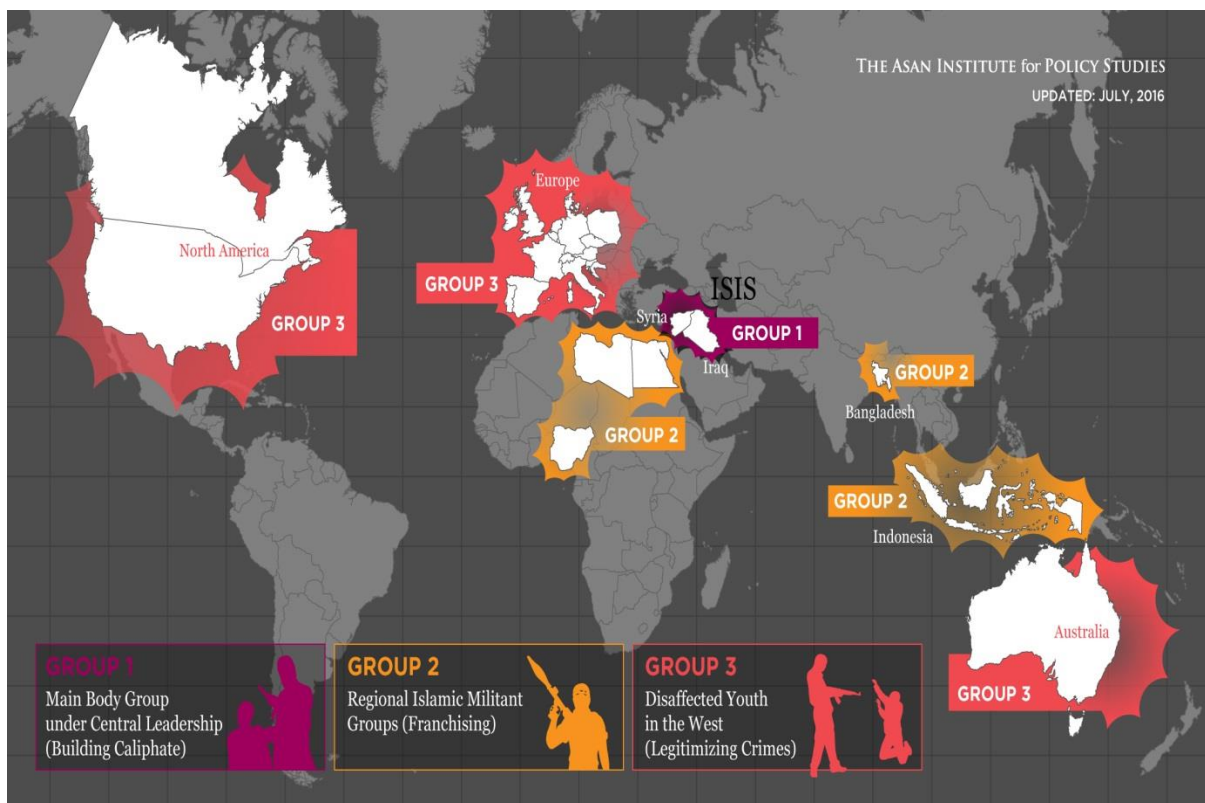 THE ASAN INSTITUTE for POLICY STUDIES
UPDATED: JULY, 2016
Europe
North America
GROUP 3
GROUP 3
ISIS
Syria
GROUP 1
Iraq
GROUP 2
Bangladesh
GROUP 2
GROUP 2
Indonesia
Australia
GROUP 3
GROUP 1
Main Body Group
under Central Leadership
(Building Caliphate)
GROUP 2
Regional Islamic Militant
Groups (Franchising)
GROUP 3
Disaffected Youth
in the West
(Legitimizing Crimes)